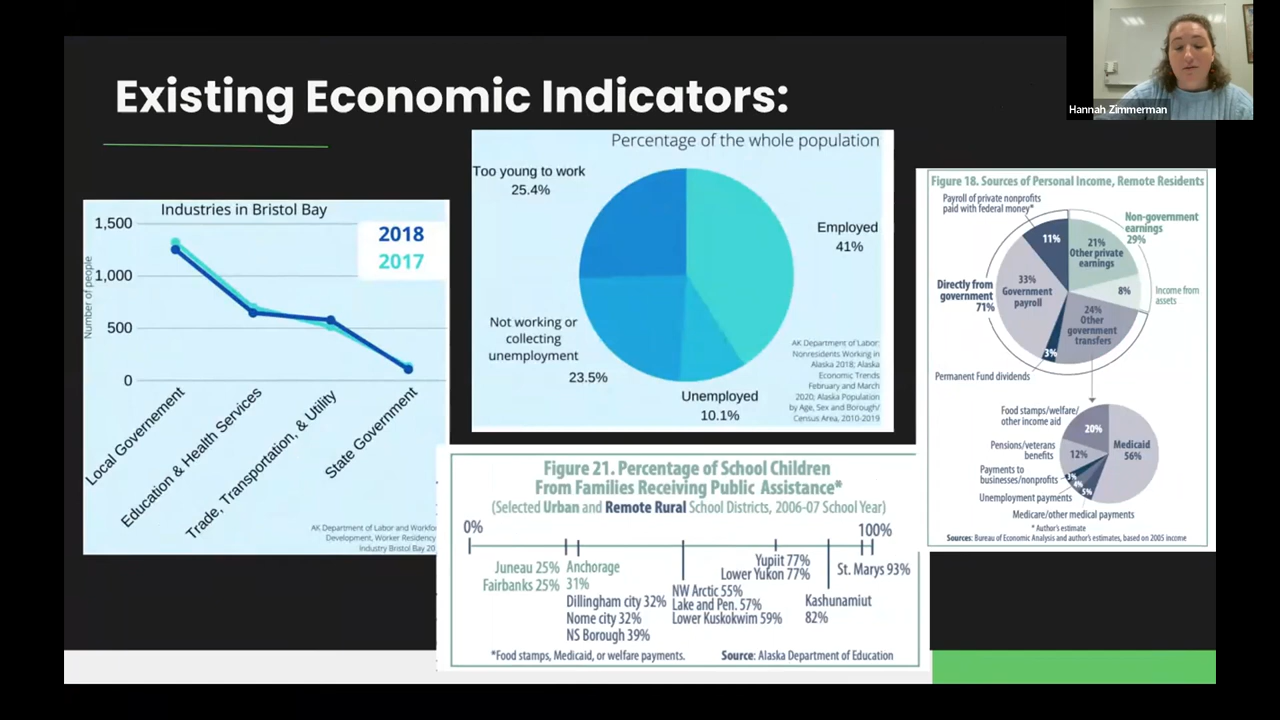 Existing Economic Indicators:
Hannah Zimmerman
Industries in Bristol Bay
2018
2017
Number of people
1,500
1,000
500
0
Local Governement
Education & Health Services
Trade, Transportation, & Utility
State Government
AK Department of Labor and Workfo
Development, Worker Residency
Industry Bristol Bay 20
Percentage of the whole population
Too young to work
25.4%
Employed
41%
Not working or
collecting
unemployment
23.5%
Unemployed
10.1%
AK Department of Labor:
Nonresidents Working in
Alaska 2018; Alaska
Economic Trends
February and March
2020; Alaska Population
by Age, Sex and Borough/
Census Area, 2010-2019
Figure 18. Sources of Personal Income, Remote Residents
Payroll of private nonprofits
paid with federal money*
Non-government
earnings
29%
11%
21%
Other private
earnings
33%
Government
payroll
8%
Income from
assets
Directly from
government
71%
24%
Other
government
transfers
3%
Permanent Fund dividends
Food stamps/welfare/
other income aid
20%
Medicaid
56%
Pensions/veterans
benefits
12%
Payments to
businesses/nonprofits
3%
4%
5%
Unemployment payments
Medicare/other medical payments
* Author's estimate
Sources: Bureau of Economic Analysis and author's estimates, based on 2005 income
Figure 21. Percentage of School Children
From Families Receiving Public Assistance*
(Selected Urban and Remote Rural School Districts, 2006-07 School Year)
0%
100%
Juneau 25%
Fairbanks 25%
Anchorage
31%
Dillingham city 32%
Nome city 32%
NS Borough 39%
NW Arctic 55%
Lake and Pen. 57%
Lower Kuskokwim 59%
Yupiit 77%
Lower Yukon 77%
Kashunamiut
82%
St. Marys 93%
*Food stamps, Medicaid, or welfare payments.
Source: Alaska Department of Education